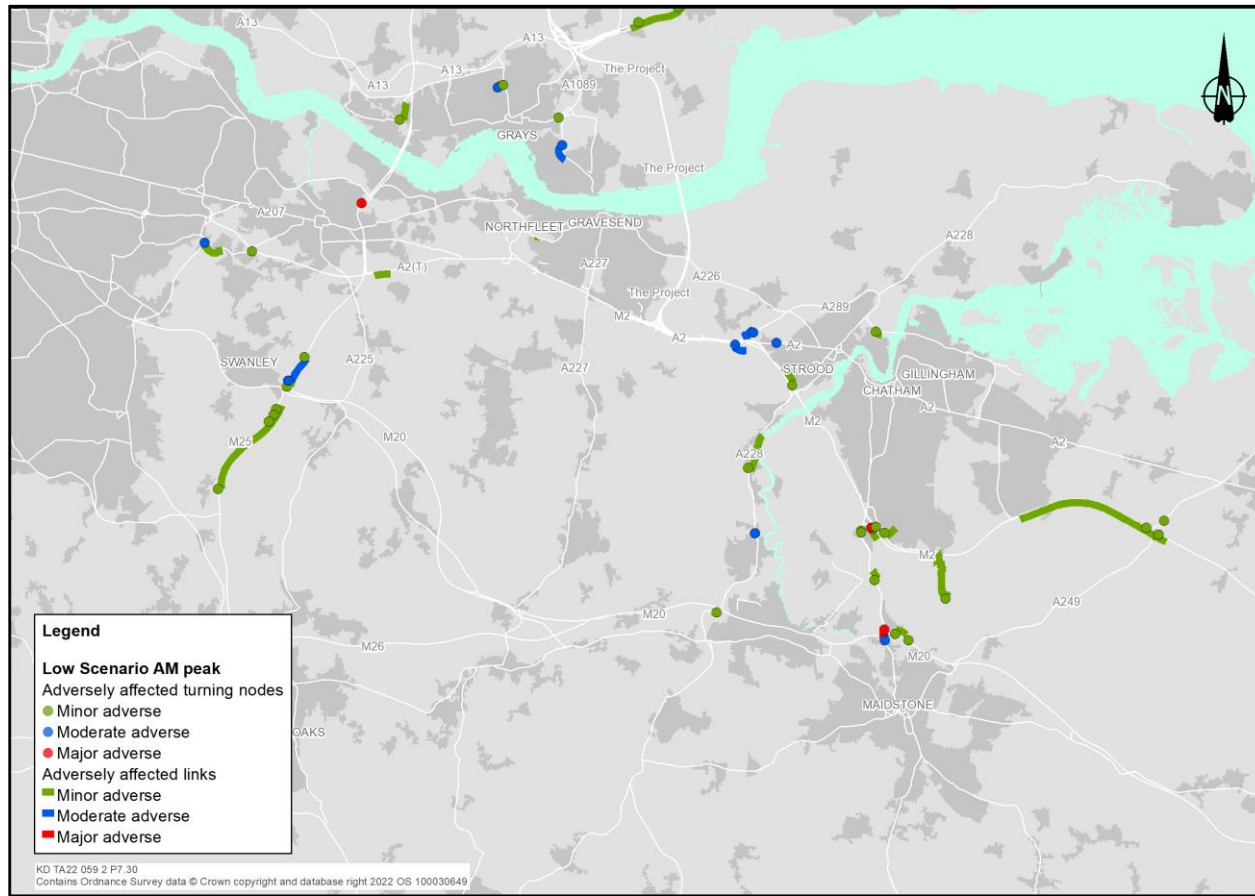 A13
A13
A13
The Project
A13
A1089
GRAYS
The Project
A207
NORTHFLEET
GRAVESEND
A227
A228
A2(T)
A226
The Project
A289
M2
A2
A2
SWANLEY
A225
A227
STROOD
GILLINGHAM
CHATHAM
A2
M2
M25
M20
A2
A228
M2
A249
M20
M26
M20
MAIDSTONE
OAKS
N
Legend
Low Scenario AM peak
Adversely affected turning nodes
Minor adverse
Moderate adverse
Major adverse
Adversely affected links
Minor adverse
Moderate adverse
Major adverse
KD TA22 059 2 P7.30
Contains Ordnance Survey data © Crown copyright and database right 2022 OS 100030649